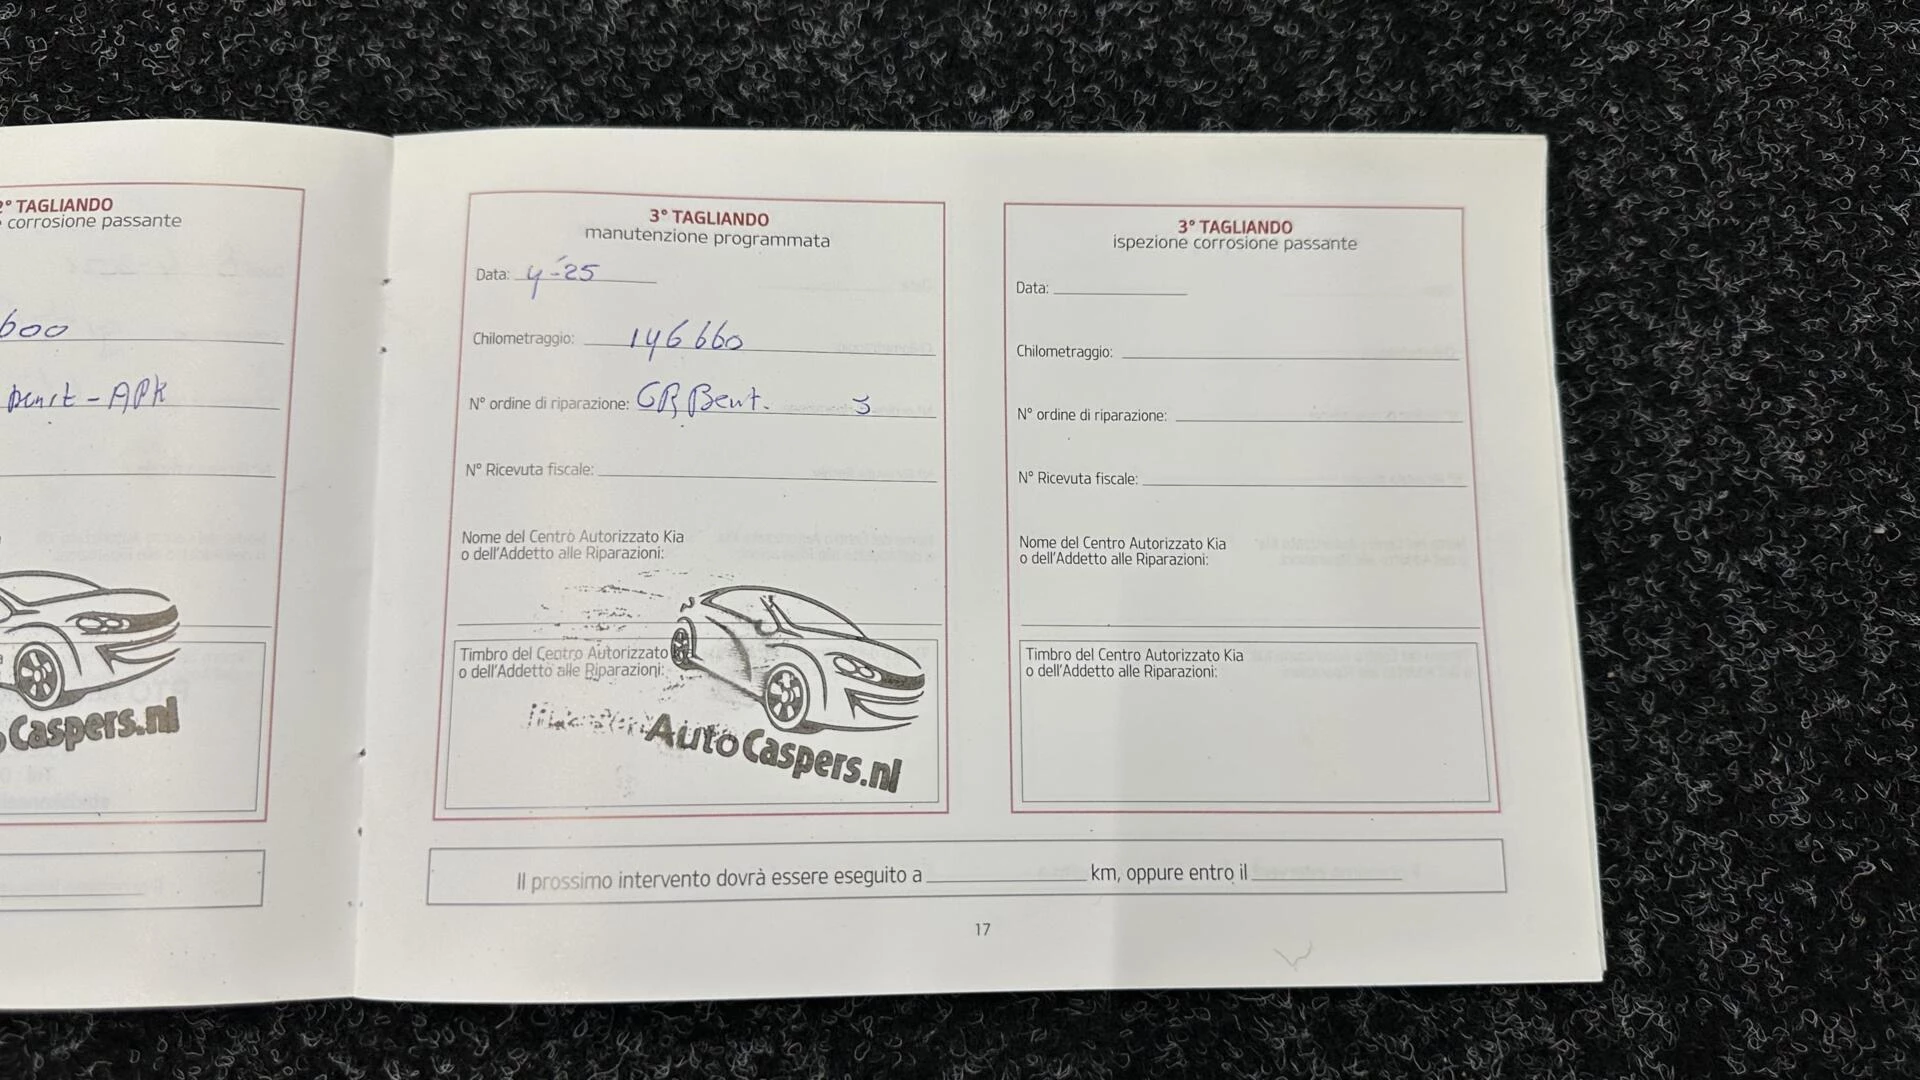 2° TAGLIANDO
corrosione passante
600
- APK
Caspers.nl
3° TAGLIANDO
manutenzione programmata
Data: 4-'25
Chilometraggio: 146660
N° ordine di riparazione: GR
N° Ricevuta fiscale:
Nome del Centro Autorizzato Kia
o dell'Addetto alle Riparazioni:
Timbro del Centro Autorizzato
o dell'Addetto alle Riparazioni:
AutoCaspers.nl
3° TAGLIANDO
ispezione corrosione passante
Data:
Chilometraggio:
N° ordine di riparazione:
N° Ricevuta fiscale:
Nome del Centro Autorizzato Kia
o dell'Addetto alle Riparazioni:
Timbro del Centro Autorizzato Kia
o dell'Addetto alle Riparazioni:
Il prossimo intervento dovrà essere eseguito a km, oppure entro il
17